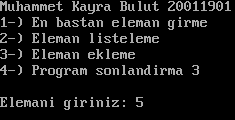 Muhammet Kayra Bulut 20011901
1-) En bastan eleman girme
2-) Eleman listeleme
3-) Eleman ekleme
4-) Program sonlandirma 3
Elemani giriniz: 5